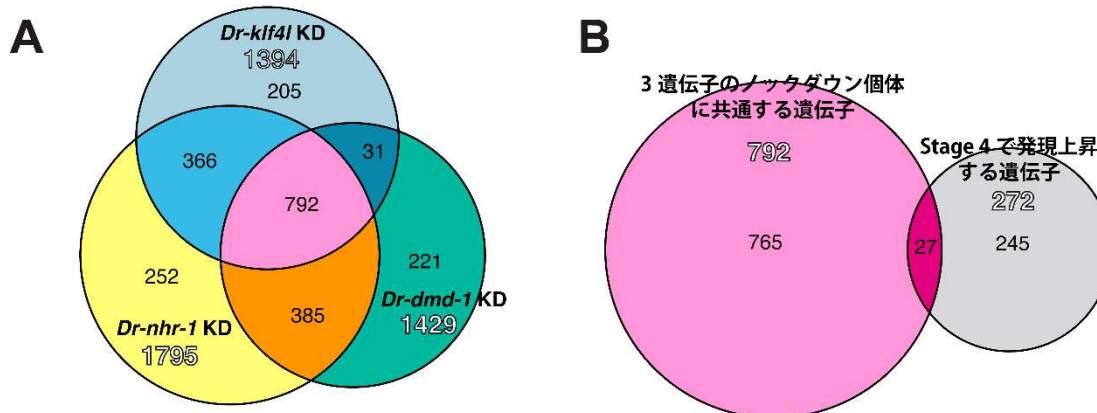 A
Dr-klf4l KD
1394
205
366
31
792
252
221
385
Dr-nhr-1 KD
1795
Dr-dmd-1 KD
1429
B
3 遺伝子のノックダウン個体
に共通する遺伝子
792
Stage 4 で発現上昇
する遺伝子
272
765
27
245